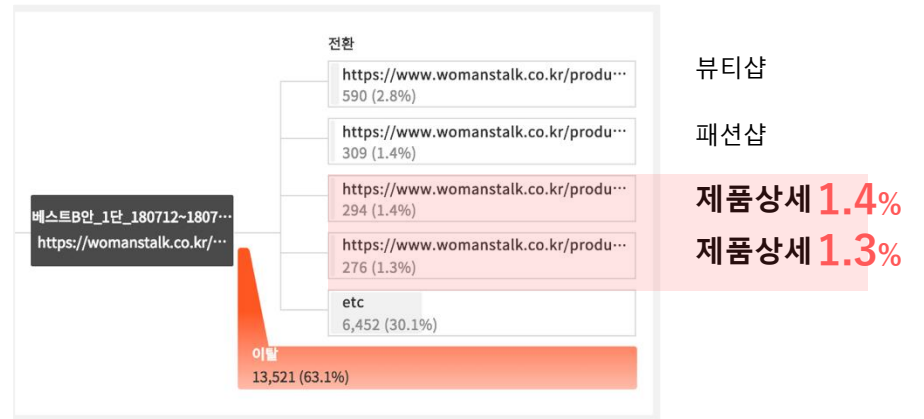 전환
https://www.womanstalk.co.kr/produ…
590 (2.8%)
뷰티샵
https://www.womanstalk.co.kr/produ…
309 (1.4%)
패션샵
https://www.womanstalk.co.kr/produ…
294 (1.4%)
제품상세 1.4%
베스트B안_1단_180712~1807…
https://womanstalk.co.kr/…
https://www.womanstalk.co.kr/produ…
276 (1.3%)
제품상세 1.3%
etc
6,452 (30.1%)
이탈
13,521 (63.1%)